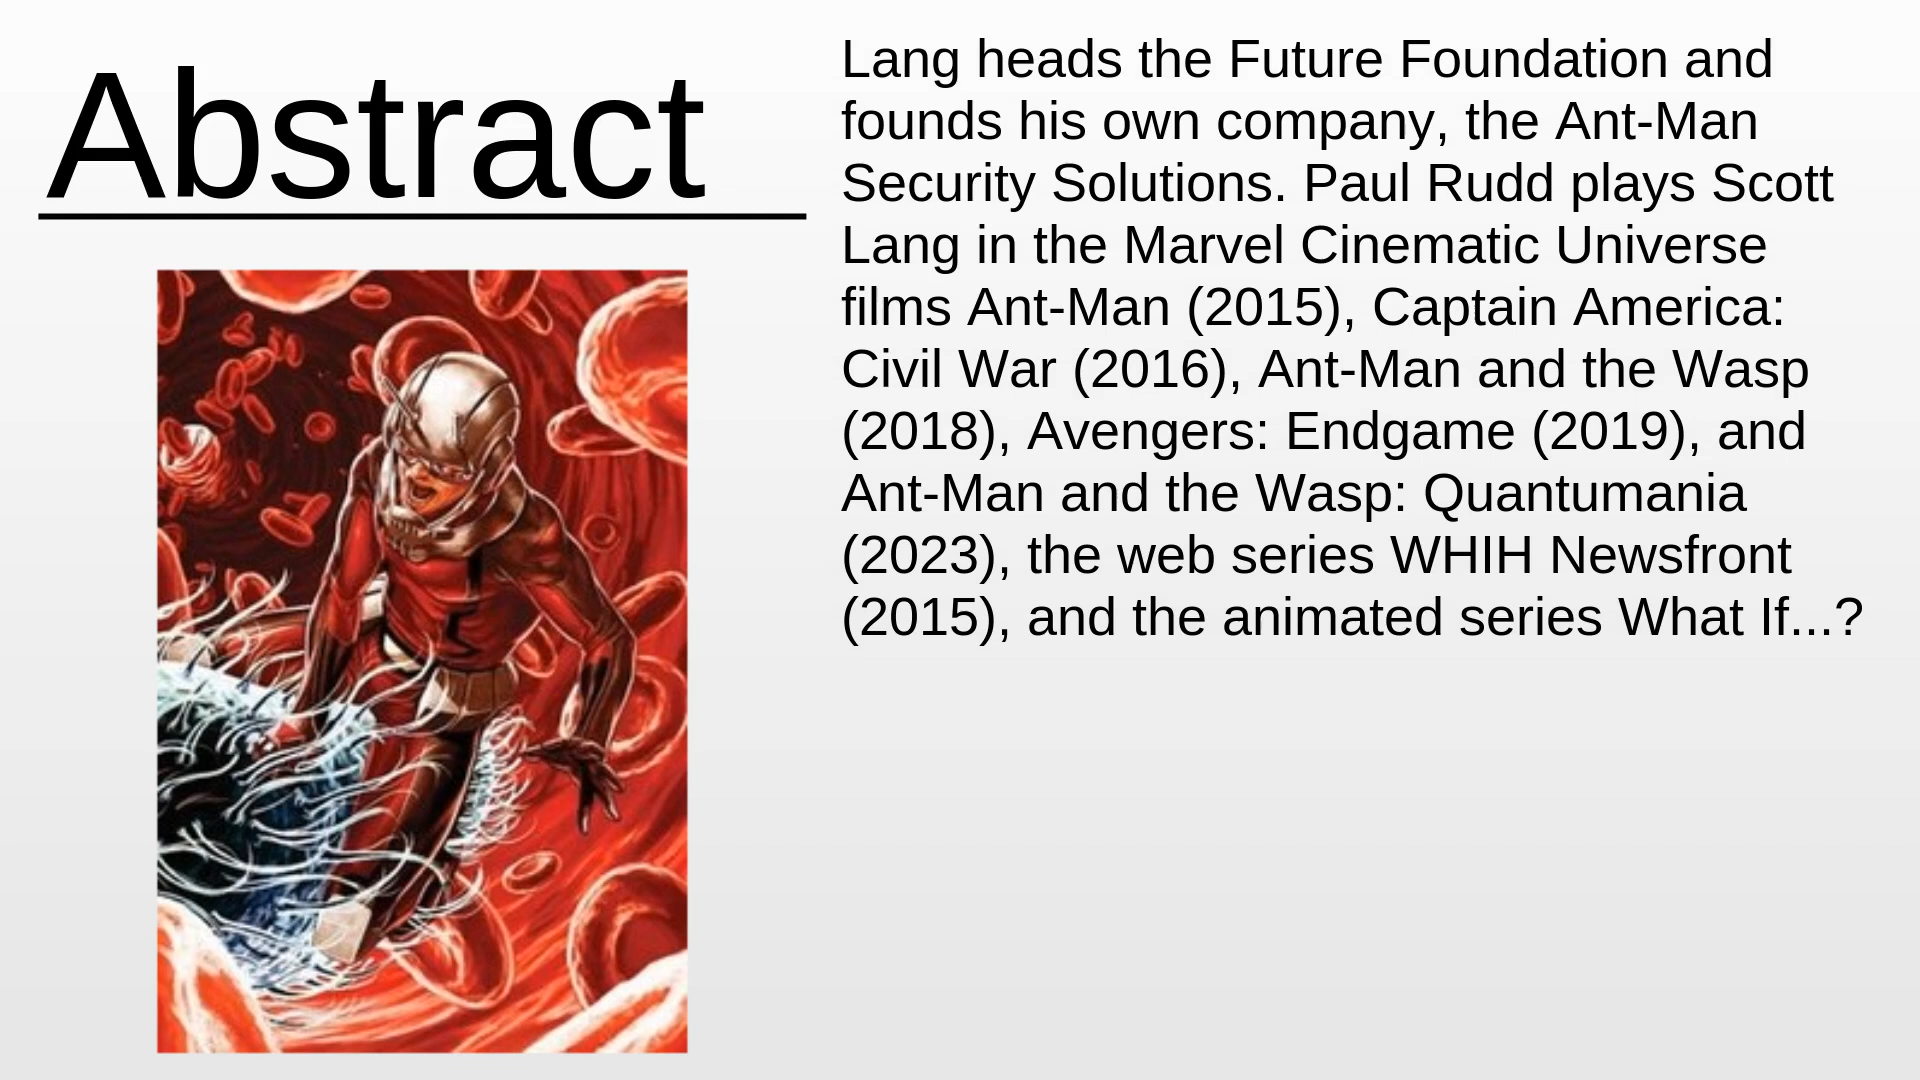 Abstract
Lang heads the Future Foundation and
founds his own company, the Ant-Man
Security Solutions. Paul Rudd plays Scott
Lang in the Marvel Cinematic Universe
films Ant-Man (2015), Captain America:
Civil War (2016), Ant-Man and the Wasp
(2018), Avengers: Endgame (2019), and
Ant-Man and the Wasp: Quantumania
(2023), the web series WHIH Newsfront
(2015), and the animated series What If...?